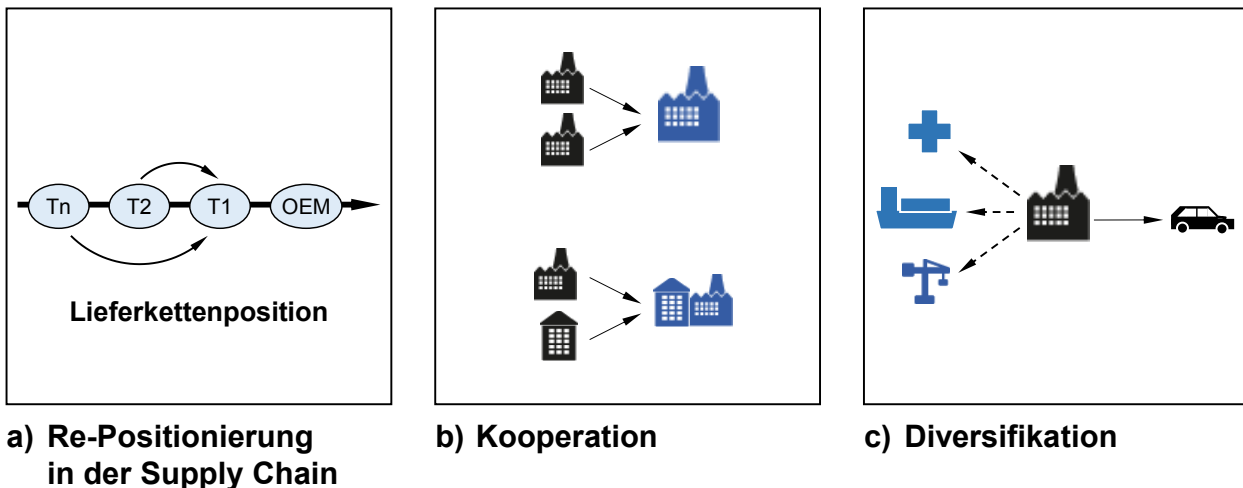 Tn T2 T1 OEM
Lieferkettenposition
a) Re-Positionierung
in der Supply Chain
b) Kooperation
c) Diversifikation